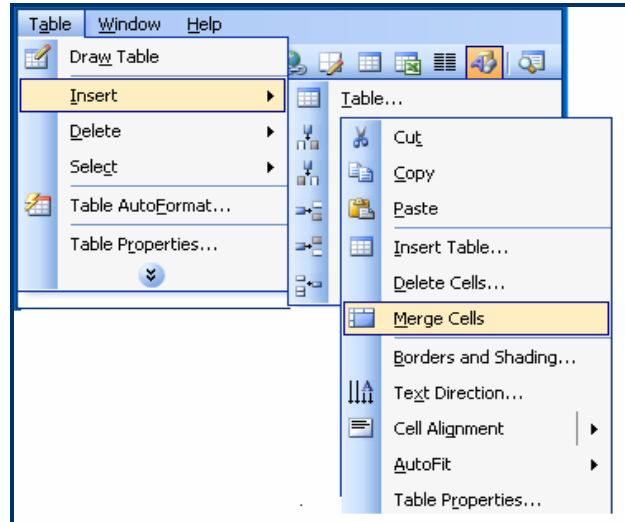 Table Window Help
Draw Table
Insert
Delete
Select
Table AutoFormat...
Table Properties...
Table...
Cut
Copy
Paste
Insert Table...
Delete Cells...
Merge Cells
Borders and Shading...
Text Direction...
Cell Alignment
AutoFit
Table Properties...